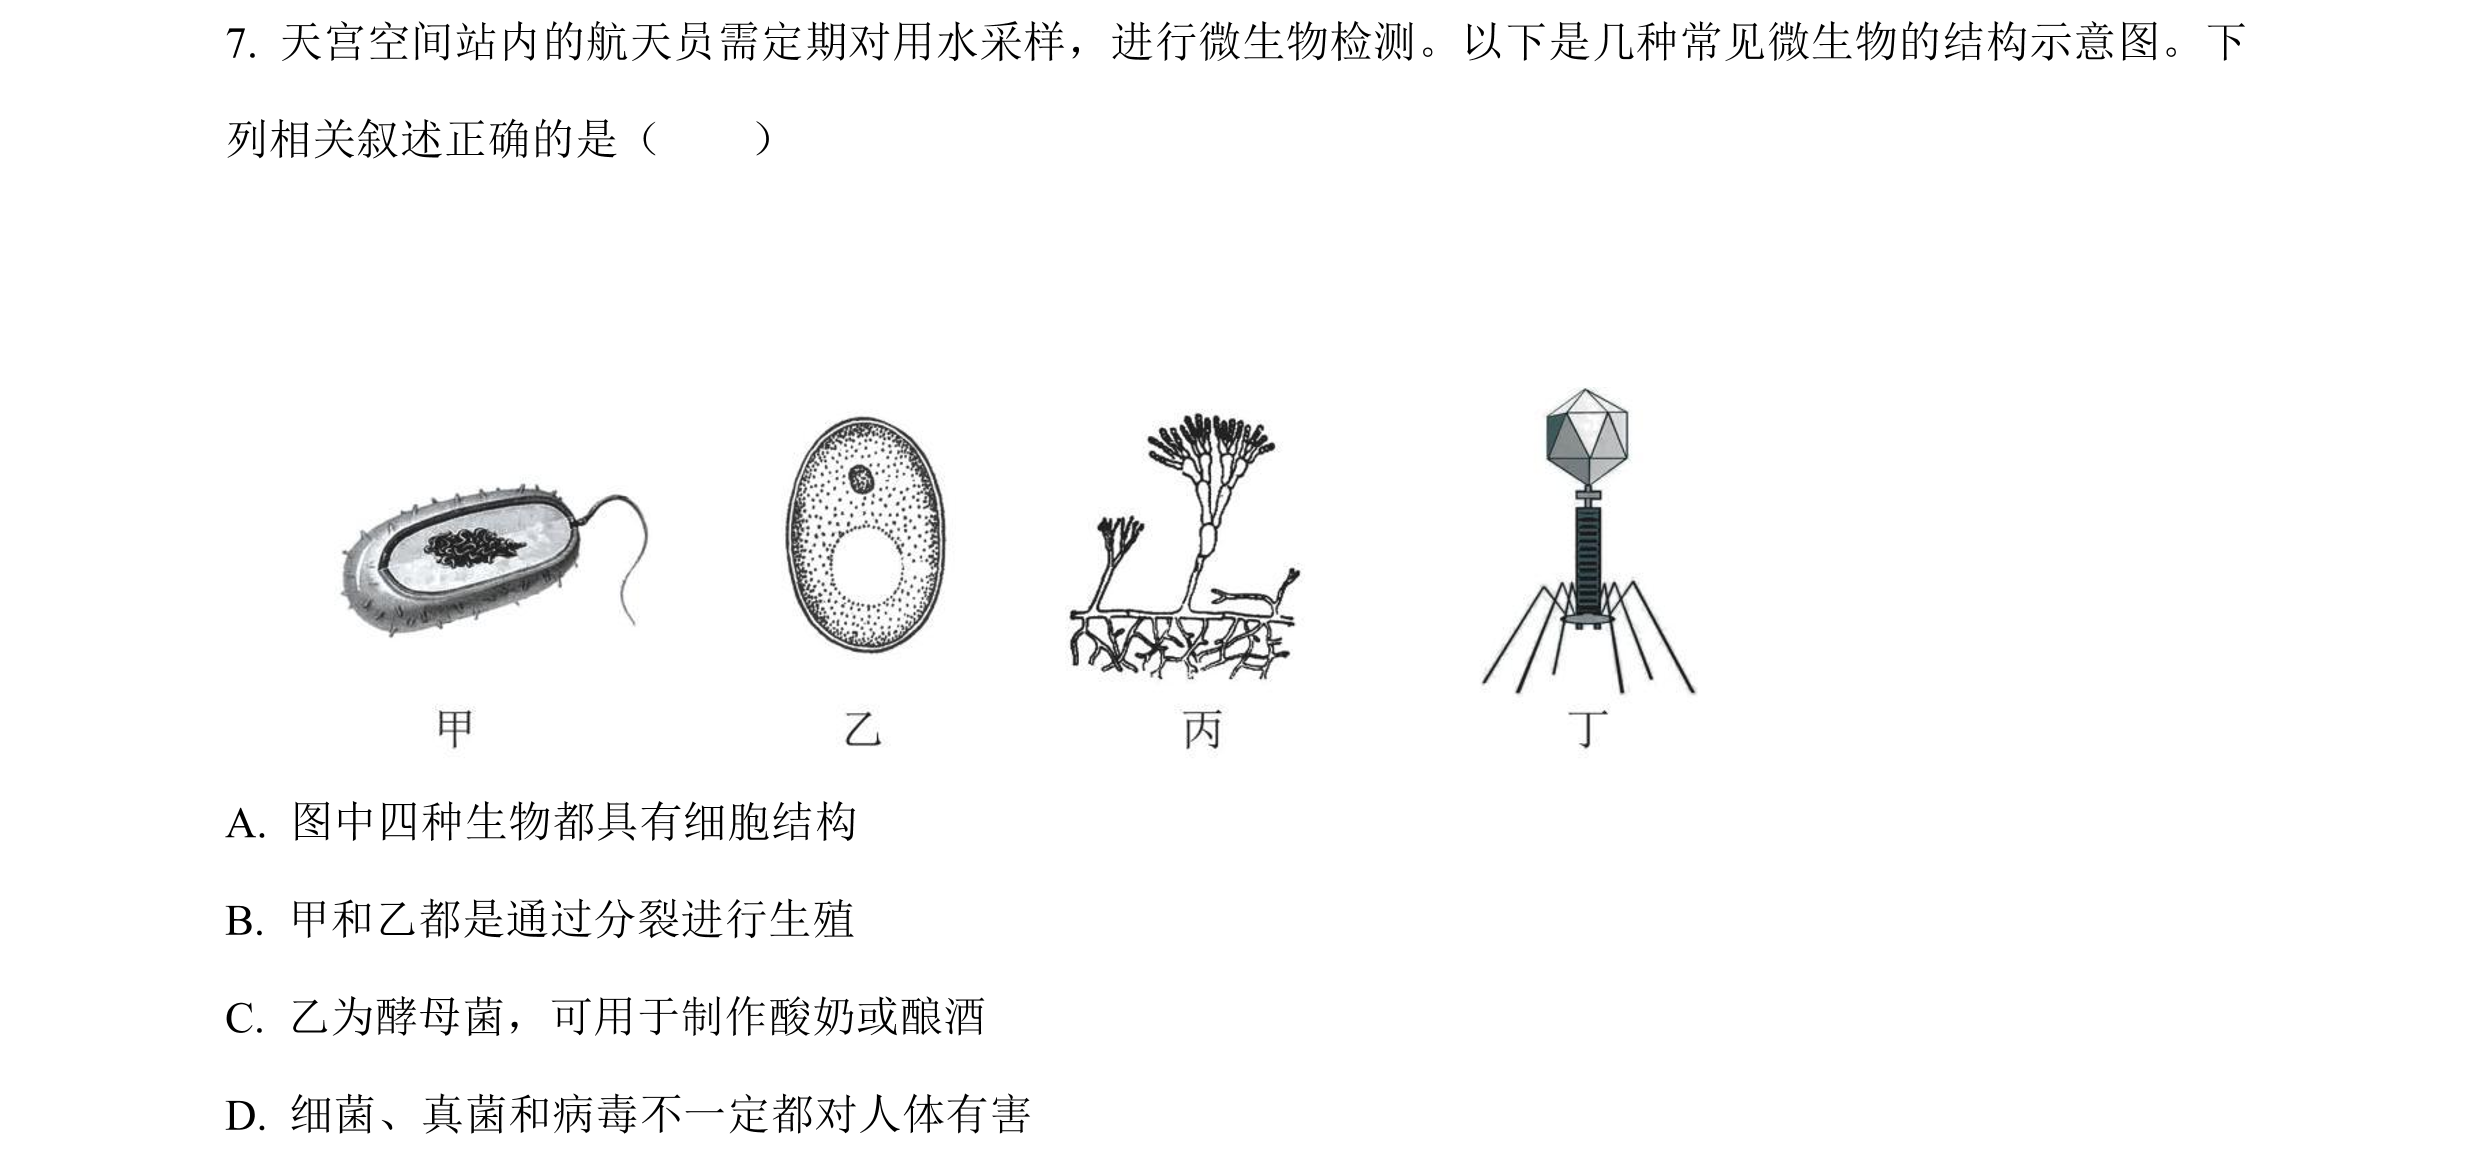 7. 天宫空间站内的航天员需定期对用水采样，进行微生物检测。以下是几种常见微生物的结构示意图。下
列相关叙述正确的是（　　）
甲 乙 丙 丁
A. 图中四种生物都具有细胞结构
B. 甲和乙都是通过分裂进行生殖
C. 乙为酵母菌，可用于制作酸奶或酿酒
D. 细菌、真菌和病毒不一定都对人体有害